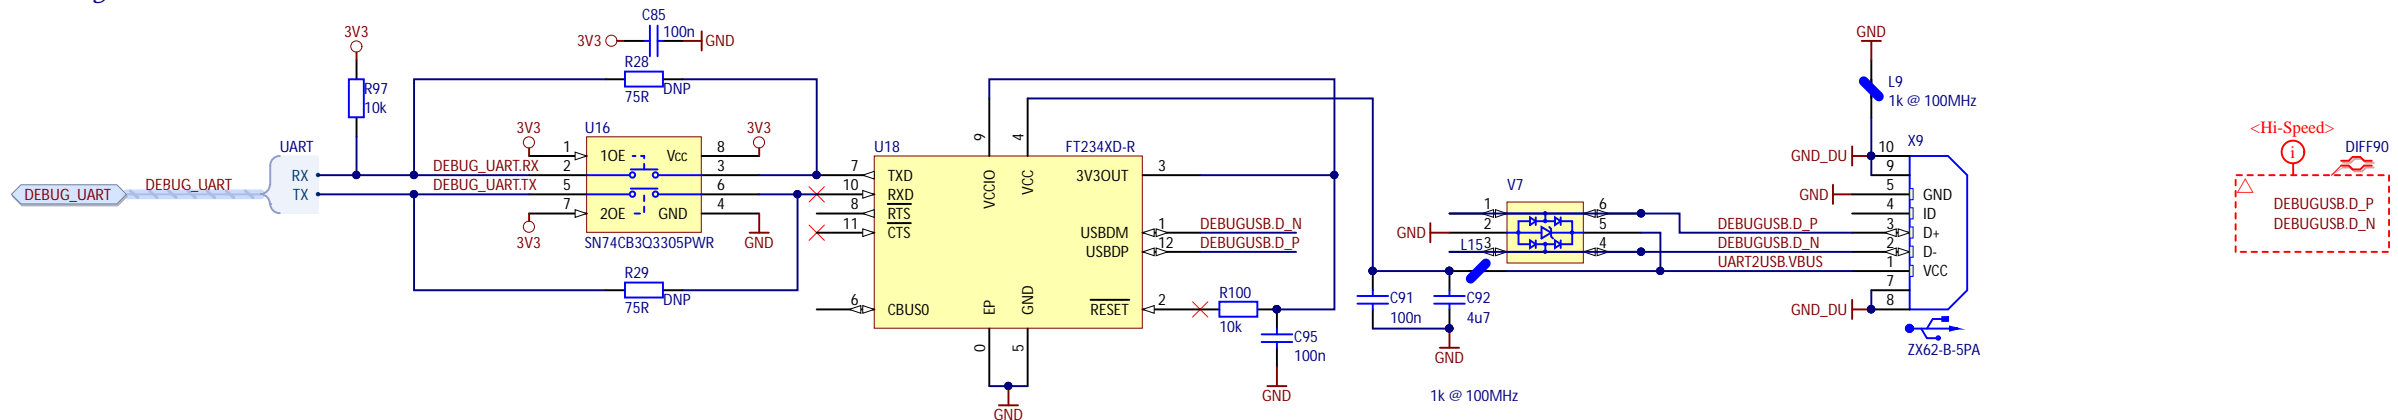 C85
3V3
3V3
100n
GND
R28
75R
DNP
R97
10k
U16
3V3
3V3
1
1OE
Vcc
8
2
3
5
6
7
2OE
GND
4
3V3
GND
SN74CB3Q3305PWR
UART
RX
TX
DEBUG_UART.RX
DEBUG_UART.TX
DEBUG_UART
DEBUG_UART
R29
75R
DNP
U18
FT234XD-R
9
4
VCCIO
VCC
7
TXD
10
RXD
8
RTS
11
CTS
6
CBUS0
3V3OUT
3
USBDM
1
DEBUGUSB.D_N
USBDP
12
DEBUGUSB.D_P
RESET
2
EP
GND
0
5
GND
R100
10k
C95
100n
GND
C91
100n
C92
4u7
GND
1k @ 100MHz
V7
1
6
GND
2
5
L15
3
4
DEBUGUSB.D_P
DEBUGUSB.D_N
UART2USB.VBUS
GND
L9
1k @ 100MHz
X9
GND_DU
10
9
GND
5
GND
4
ID
3
D+
2
D-
1
VCC
7
GND_DU
8
ZX62-B-5PA
<Hi-Speed>
i
DIFF90
DEBUGUSB.D_P
DEBUGUSB.D_N